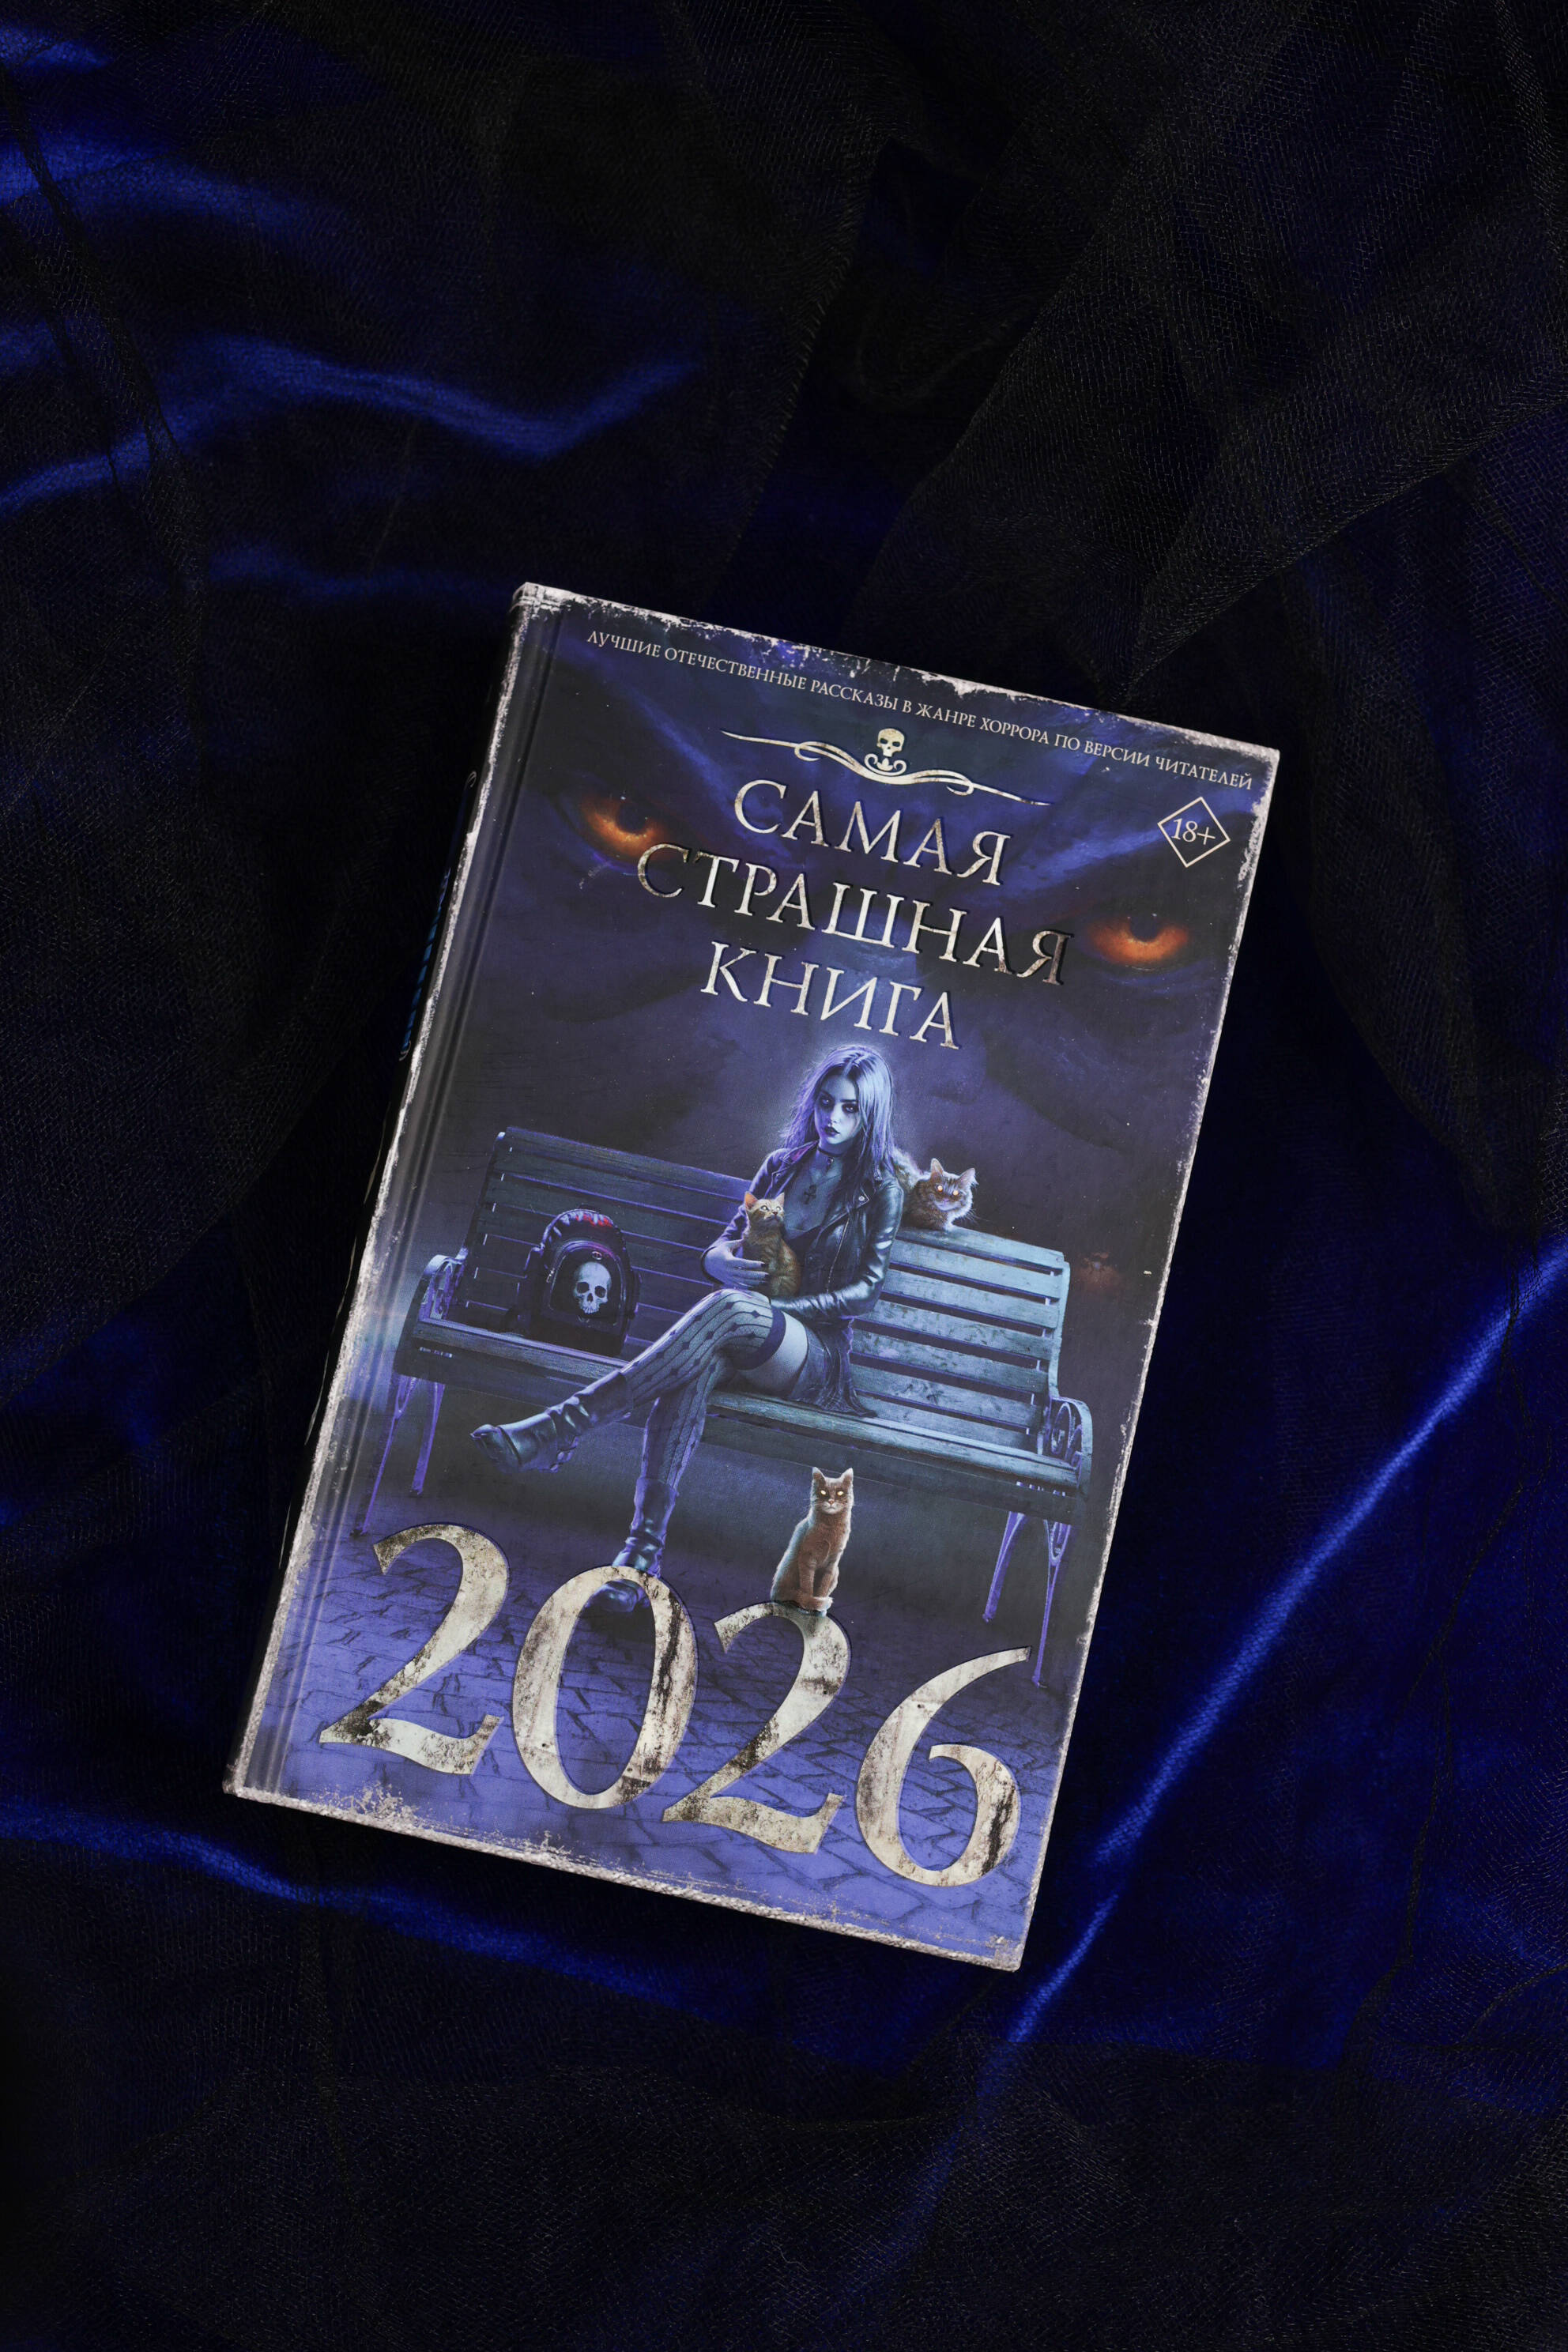 ЛУЧШИЕ ОТЕЧЕСТВЕННЫЕ РАССКАЗЫ В ЖАНРЕ ХОРРОРА ПО ВЕРСИИ ЧИТАТЕЛЕЙ
18+
САМАЯ
СТРАШНАЯ
КНИГА
2026